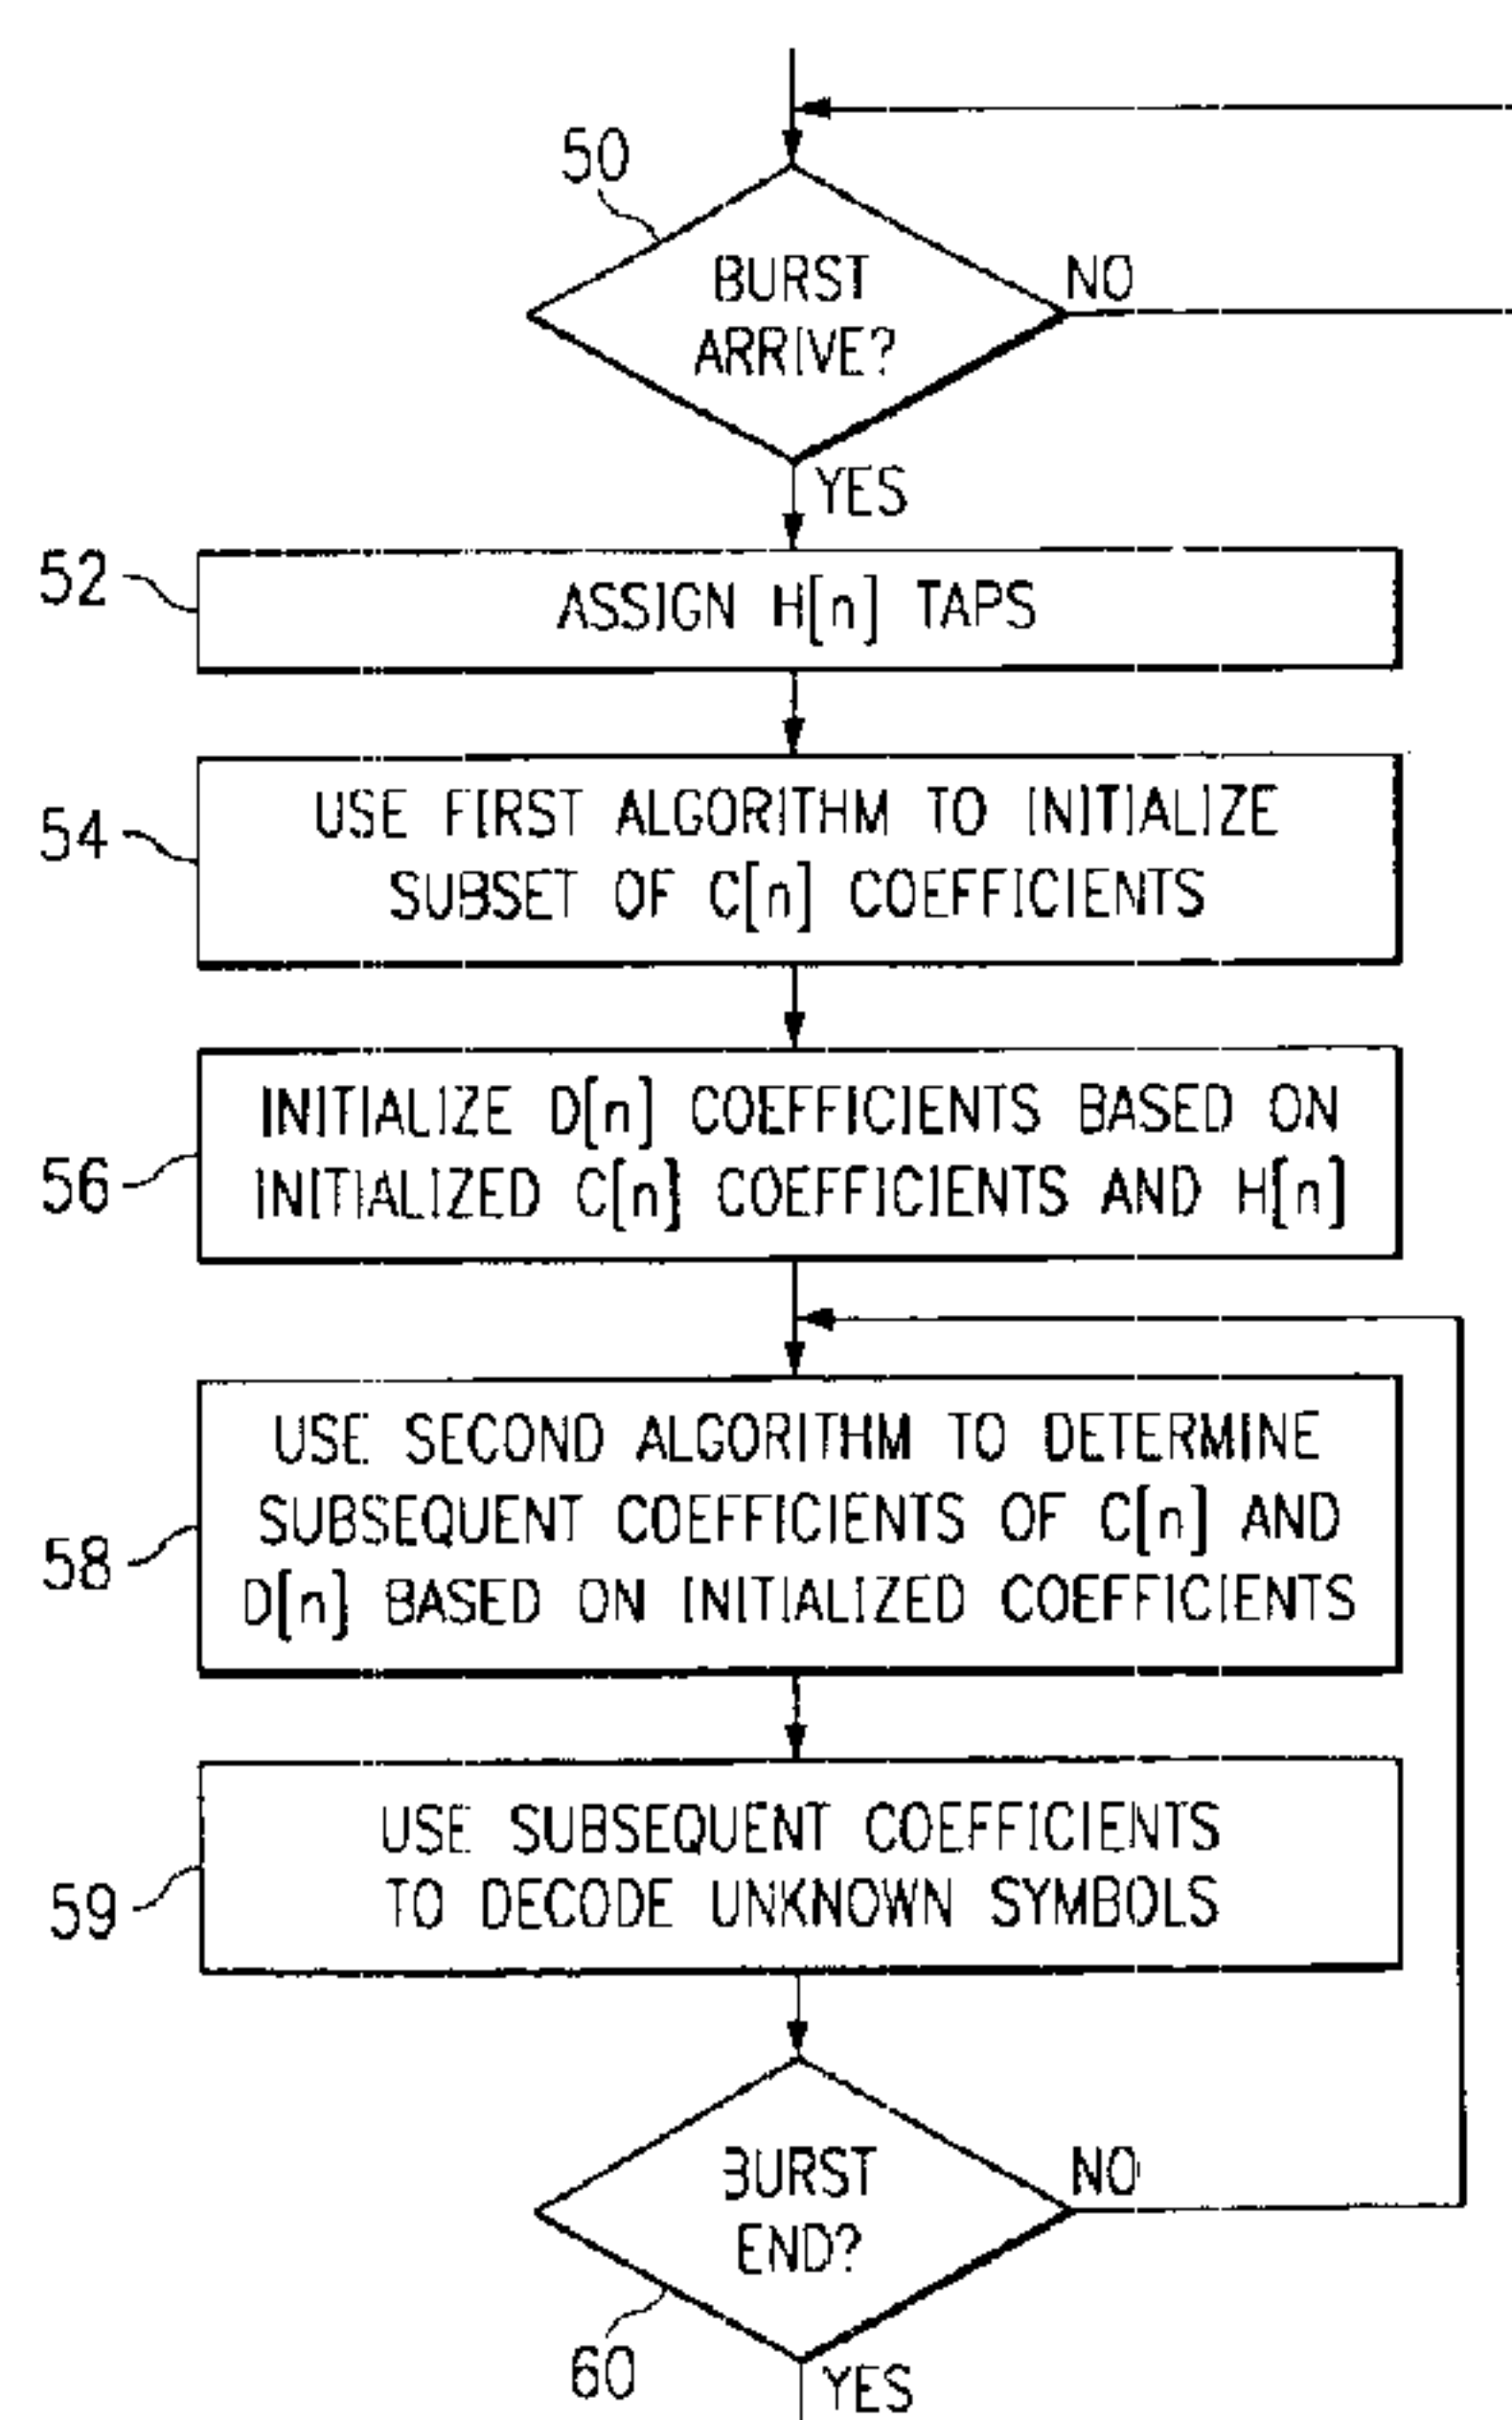 50
BURST
ARRIVE?
NO
YES
52
ASSIGN H[n] TAPS
54
USE FIRST ALGORITHM TO INITIALIZE
SUBSET OF C[n] COEFFICIENTS
56
INITIALIZE D[n] COEFFICIENTS BASED ON
INITIALIZED C[n] COEFFICIENTS AND H[n]
58
USE SECOND ALGORITHM TO DETERMINE
SUBSEQUENT COEFFICIENTS OF C[n] AND
D[n] BASED ON INITIALIZED COEFFICIENTS
59
USE SUBSEQUENT COEFFICIENTS
TO DECODE UNKNOWN SYMBOLS
BURST
END?
NO
60
YES